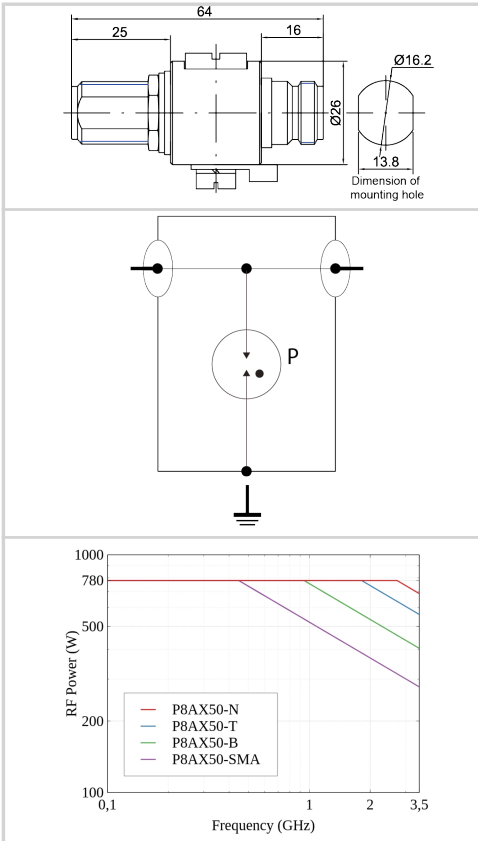 64
25
16
Ø16.2
Ø26
13.8
Dimension of
mounting hole
P
1000
780
500
200
100
RF Power (W)
P8AX50-N
P8AX50-T
P8AX50-B
P8AX50-SMA
0,1
1
2
3,5
Frequency (GHz)